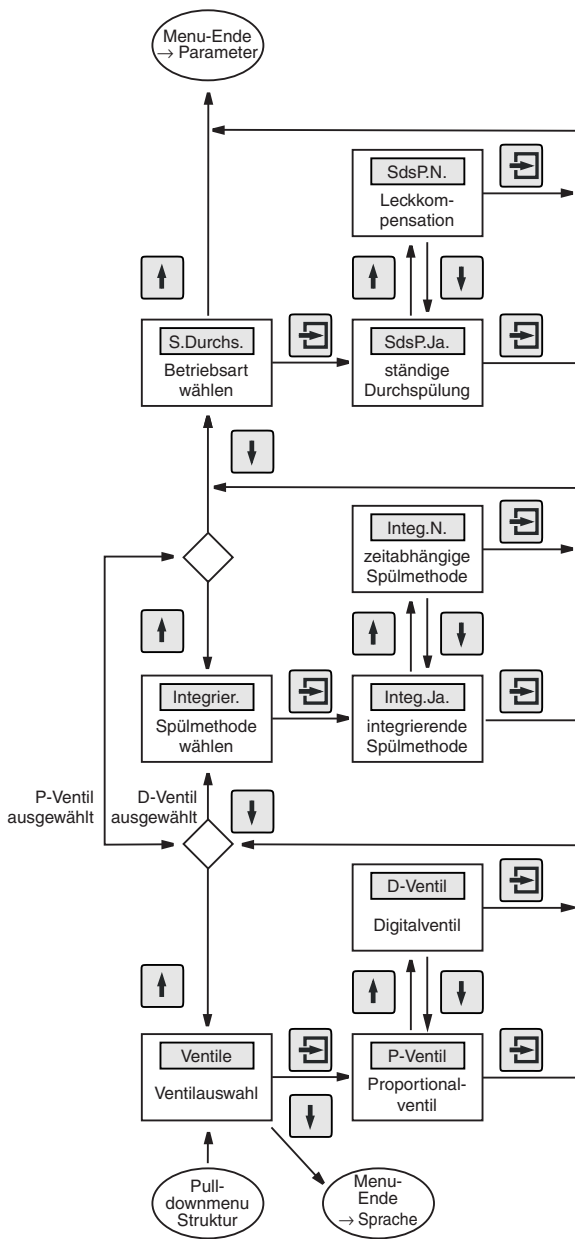 Menu-Ende
→ Parameter
SdsP.N.
Leckkom-
pensation
S.Durchs.
Betriebsart
wählen
SdsP.Ja.
ständige
Durchspülung
Integ.N.
zeitabhängige
Spülmethode
Integrier.
Spülmethode
wählen
Integ.Ja.
integrierende
Spülmethode
P-Ventil
ausgewählt
D-Ventil
ausgewählt
D-Ventil
Digitalventil
Ventile
Ventilauswahl
P-Ventil
Proportional-
ventil
Pull-
downmenu
Struktur
Menu-
Ende
→ Sprache